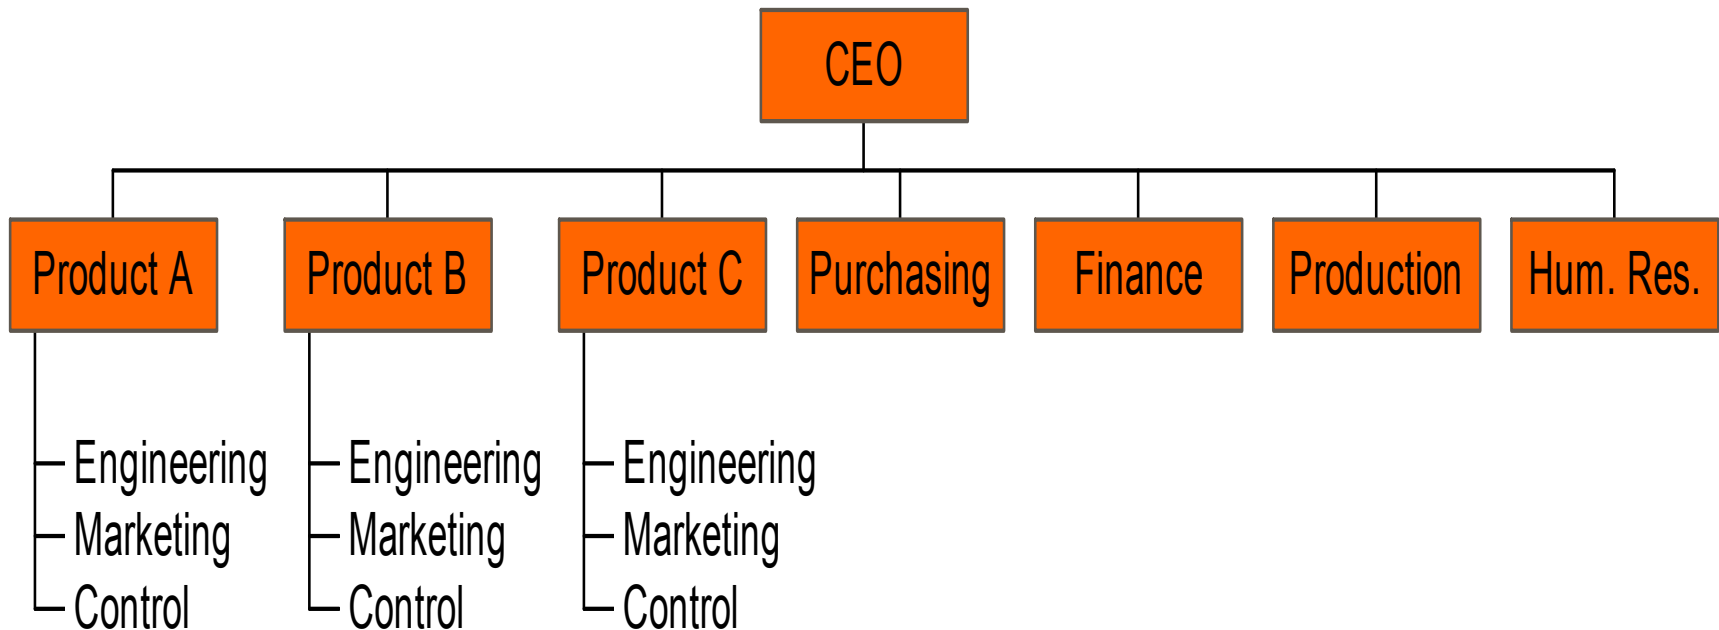 CEO
Product A
Product B
Product C
Purchasing
Finance
Production
Hum. Res.
Engineering
Marketing
Control
Engineering
Marketing
Control
Engineering
Marketing
Control